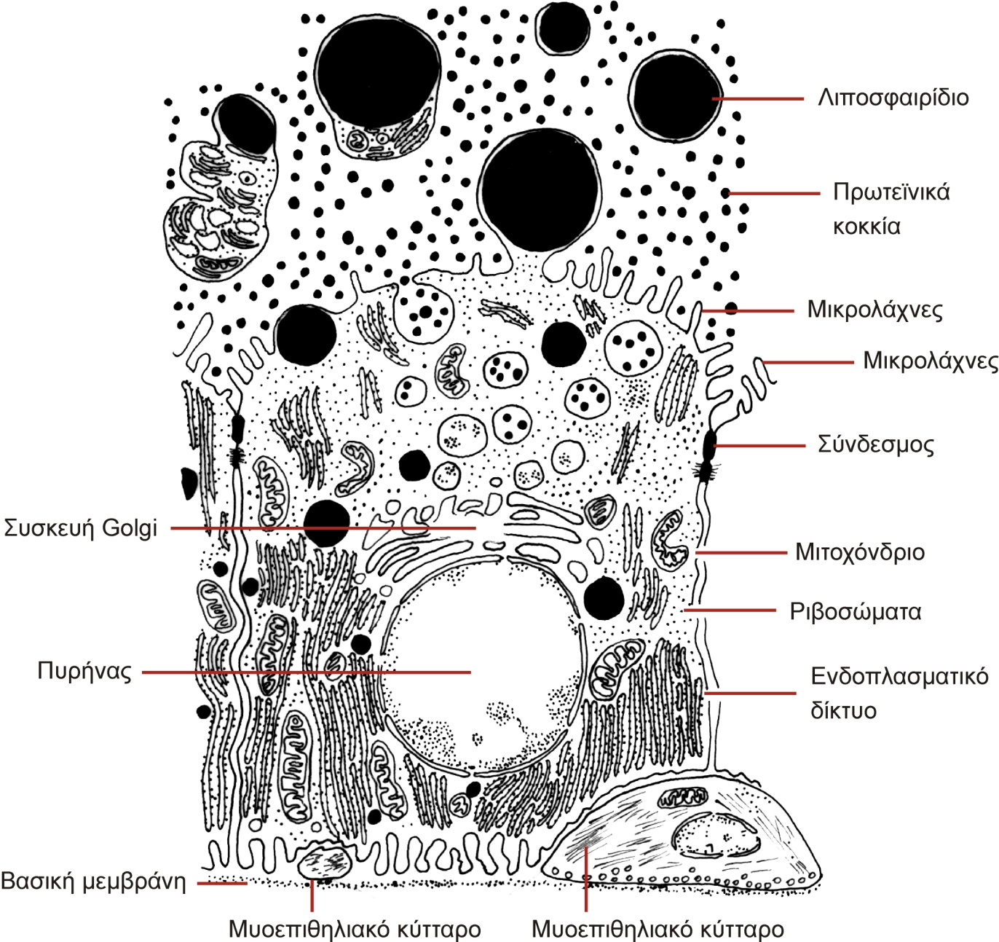 Λιποσφαιρίδιο
Πρωτεϊνικά
κοκκία
Μικρολάχνες
Μικρολάχνες
Σύνδεσμος
Συσκευή Golgi
Μιτοχόνδριο
Ριβοσώματα
Πυρήνας
Ενδοπλασματικό
δίκτυο
Βασική μεμβράνη
Μυοεπιθηλιακό κύτταρο
Μυοεπιθηλιακό κύτταρο